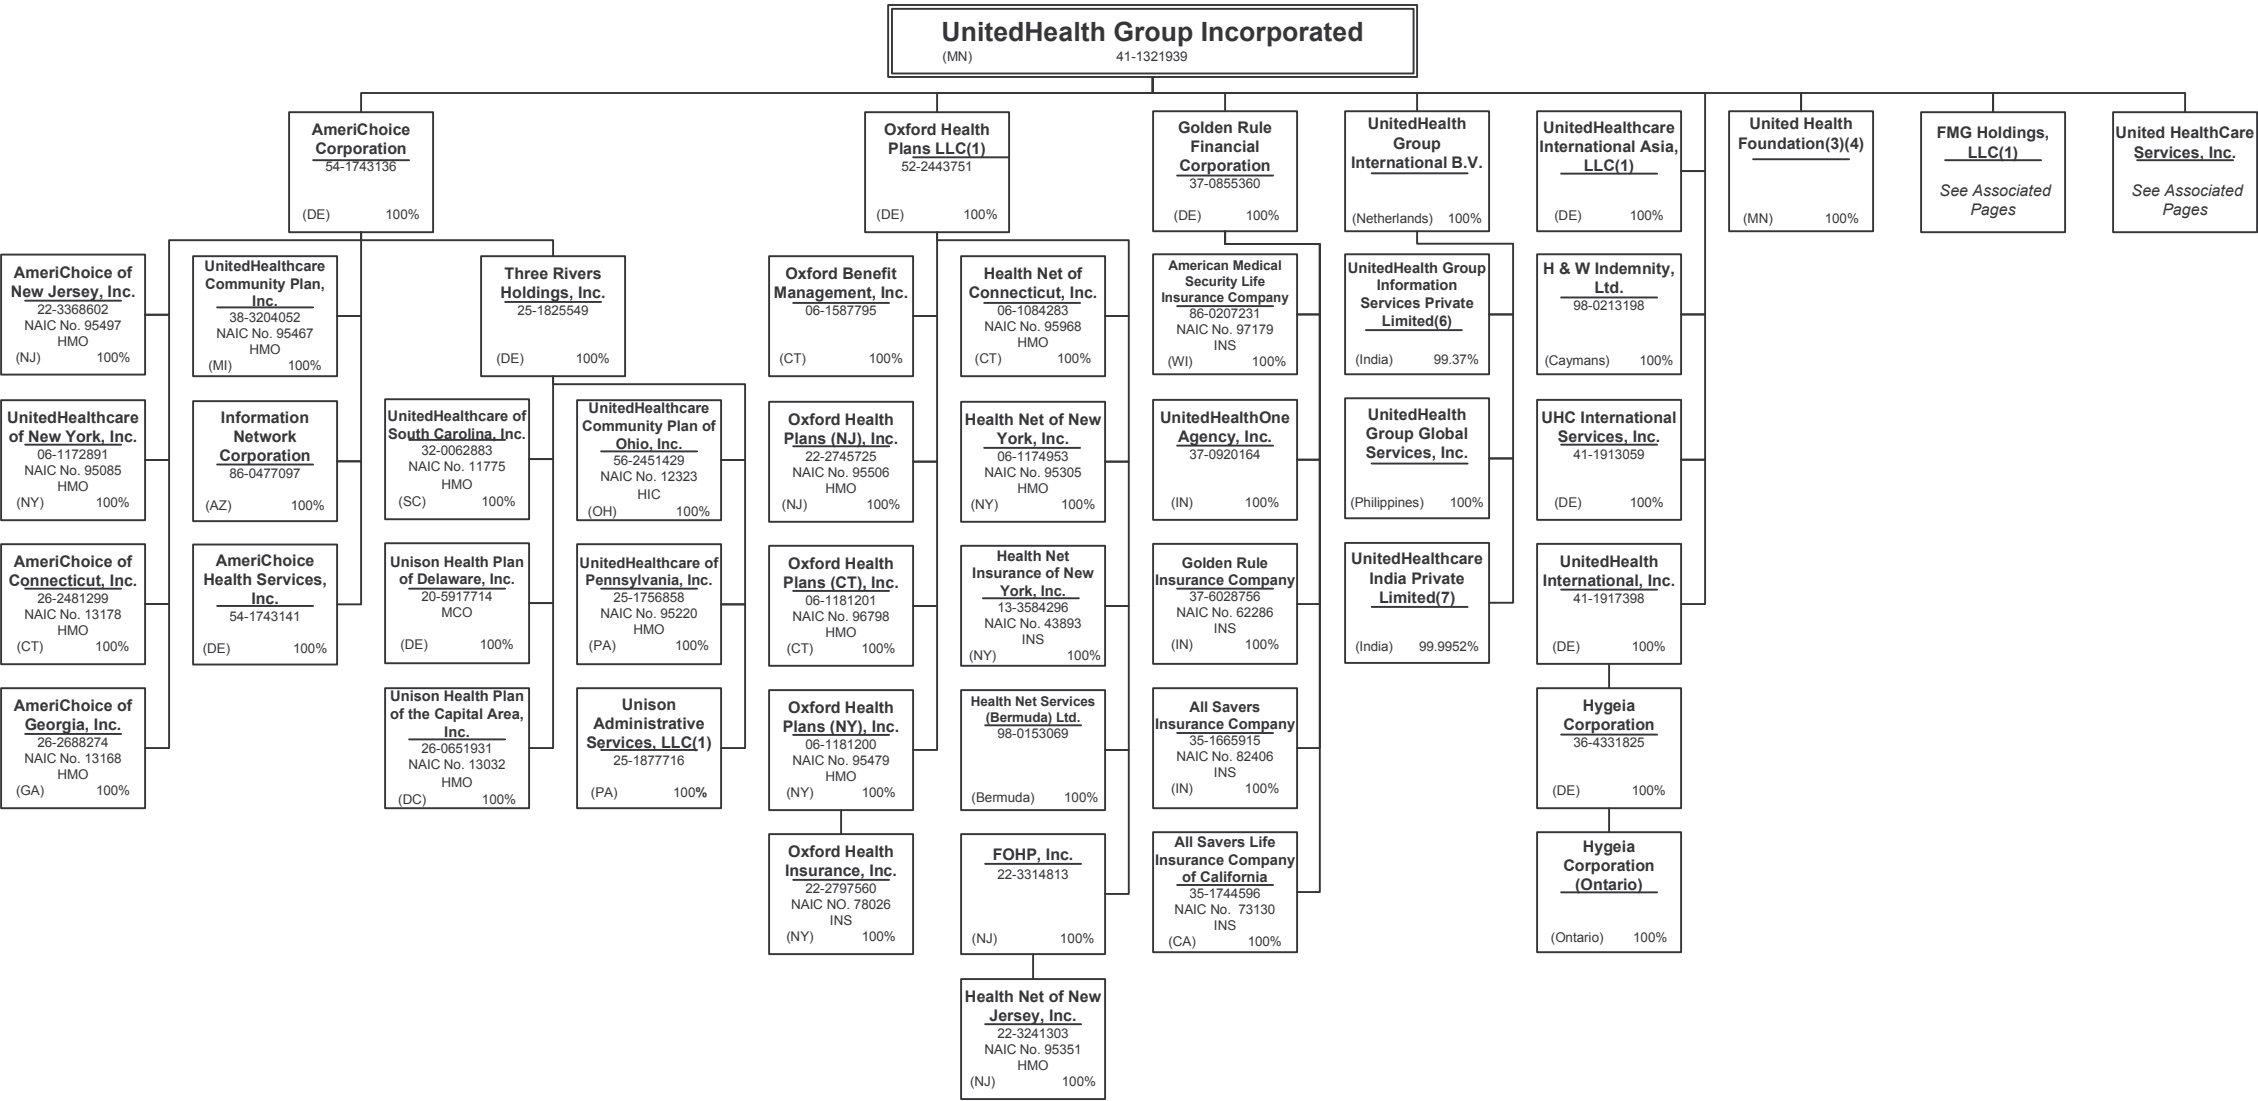 UnitedHealth Group Incorporated
(MN) 41-1321939
AmeriChoice
Corporation
54-1743136
(DE) 100%
Oxford Health
Plans LLC(1)
52-2443751
(DE) 100%
Golden Rule
Financial
Corporation
37-0855360
(DE) 100%
UnitedHealth
Group
International B.V.
(Netherlands) 100%
UnitedHealthcare
International Asia,
LLC(1)
(DE) 100%
United Health
Foundation(3)(4)
(MN) 100%
FMG Holdings,
LLC(1)
See Associated
Pages
United HealthCare
Services, Inc.
See Associated
Pages
AmeriChoice of
New Jersey, Inc.
22-3368602
NAIC No. 95497
HMO
(NJ) 100%
UnitedHealthcare
Community Plan,
Inc.
38-3204052
NAIC No. 95467
HMO
(MI) 100%
Three Rivers
Holdings, Inc.
25-1825549
(DE) 100%
Oxford Benefit
Management, Inc.
06-1587795
(CT) 100%
Health Net of
Connecticut, Inc.
06-1084283
NAIC No. 95968
HMO
(CT) 100%
American Medical
Security Life
Insurance Company
86-0207231
NAIC No. 97179
INS
(WI) 100%
UnitedHealth Group
Information
Services Private
Limited(6)
(India) 99.37%
H & W Indemnity,
Ltd.
98-0213198
(Caymans) 100%
UnitedHealthcare
of New York, Inc.
06-1172891
NAIC No. 95085
HMO
(NY) 100%
Information
Network
Corporation
86-0477097
(AZ) 100%
UnitedHealthcare of
South Carolina, Inc.
32-0062883
NAIC No. 11775
HMO
(SC) 100%
UnitedHealthcare
Community Plan of
Ohio, Inc.
56-2451429
NAIC No. 12323
HIC
(OH) 100%
Oxford Health
Plans (NJ), Inc.
22-2745725
NAIC No. 95506
HMO
(NJ) 100%
Health Net of New
York, Inc.
06-1174953
NAIC No. 95305
HMO
(NY) 100%
UnitedHealthOne
Agency, Inc.
37-0920164
(IN) 100%
UnitedHealth
Group Global
Services, Inc.
(Philippines) 100%
UHC International
Services, Inc.
41-1913059
(DE) 100%
AmeriChoice of
Connecticut, Inc.
26-2481299
NAIC No. 13178
HMO
(CT) 100%
AmeriChoice
Health Services,
Inc.
54-1743141
(DE) 100%
Unison Health Plan
of Delaware, Inc.
20-5917714
MCO
(DE) 100%
UnitedHealthcare of
Pennsylvania, Inc.
25-1756858
NAIC No. 95220
HMO
(PA) 100%
Oxford Health
Plans (CT), Inc.
06-1181201
NAIC No. 96798
HMO
(CT) 100%
Health Net
Insurance of New
York, Inc.
13-3584296
NAIC No. 43893
INS
(NY) 100%
Golden Rule
Insurance Company
37-6028756
NAIC No. 62286
INS
(IN) 100%
UnitedHealthcare
India Private
Limited(7)
(India) 99.9952%
UnitedHealth
International, Inc.
41-1917398
(DE) 100%
AmeriChoice of
Georgia, Inc.
26-2688274
NAIC No. 13168
HMO
(GA) 100%
Unison Health Plan
of the Capital Area,
Inc.
26-0651931
NAIC No. 13032
HMO
(DC) 100%
Unison
Administrative
Services, LLC(1)
25-1877716
(PA) 100%
Oxford Health
Plans (NY), Inc.
06-1181200
NAIC No. 95479
HMO
(NY) 100%
Health Net Services
(Bermuda) Ltd.
98-0153069
(Bermuda) 100%
All Savers
Insurance Company
35-1665915
NAIC No. 82406
INS
(IN) 100%
Hygeia
Corporation
36-4331825
(DE) 100%
Oxford Health
Insurance, Inc.
22-2797560
NAIC NO. 78026
INS
(NY) 100%
FOHP, Inc.
22-3314813
(NJ) 100%
All Savers Life
Insurance Company
of California
35-1744596
NAIC No. 73130
INS
(CA) 100%
Hygeia
Corporation
(Ontario)
(Ontario) 100%
Health Net of New
Jersey, Inc.
22-3241303
NAIC No. 95351
HMO
(NJ) 100%